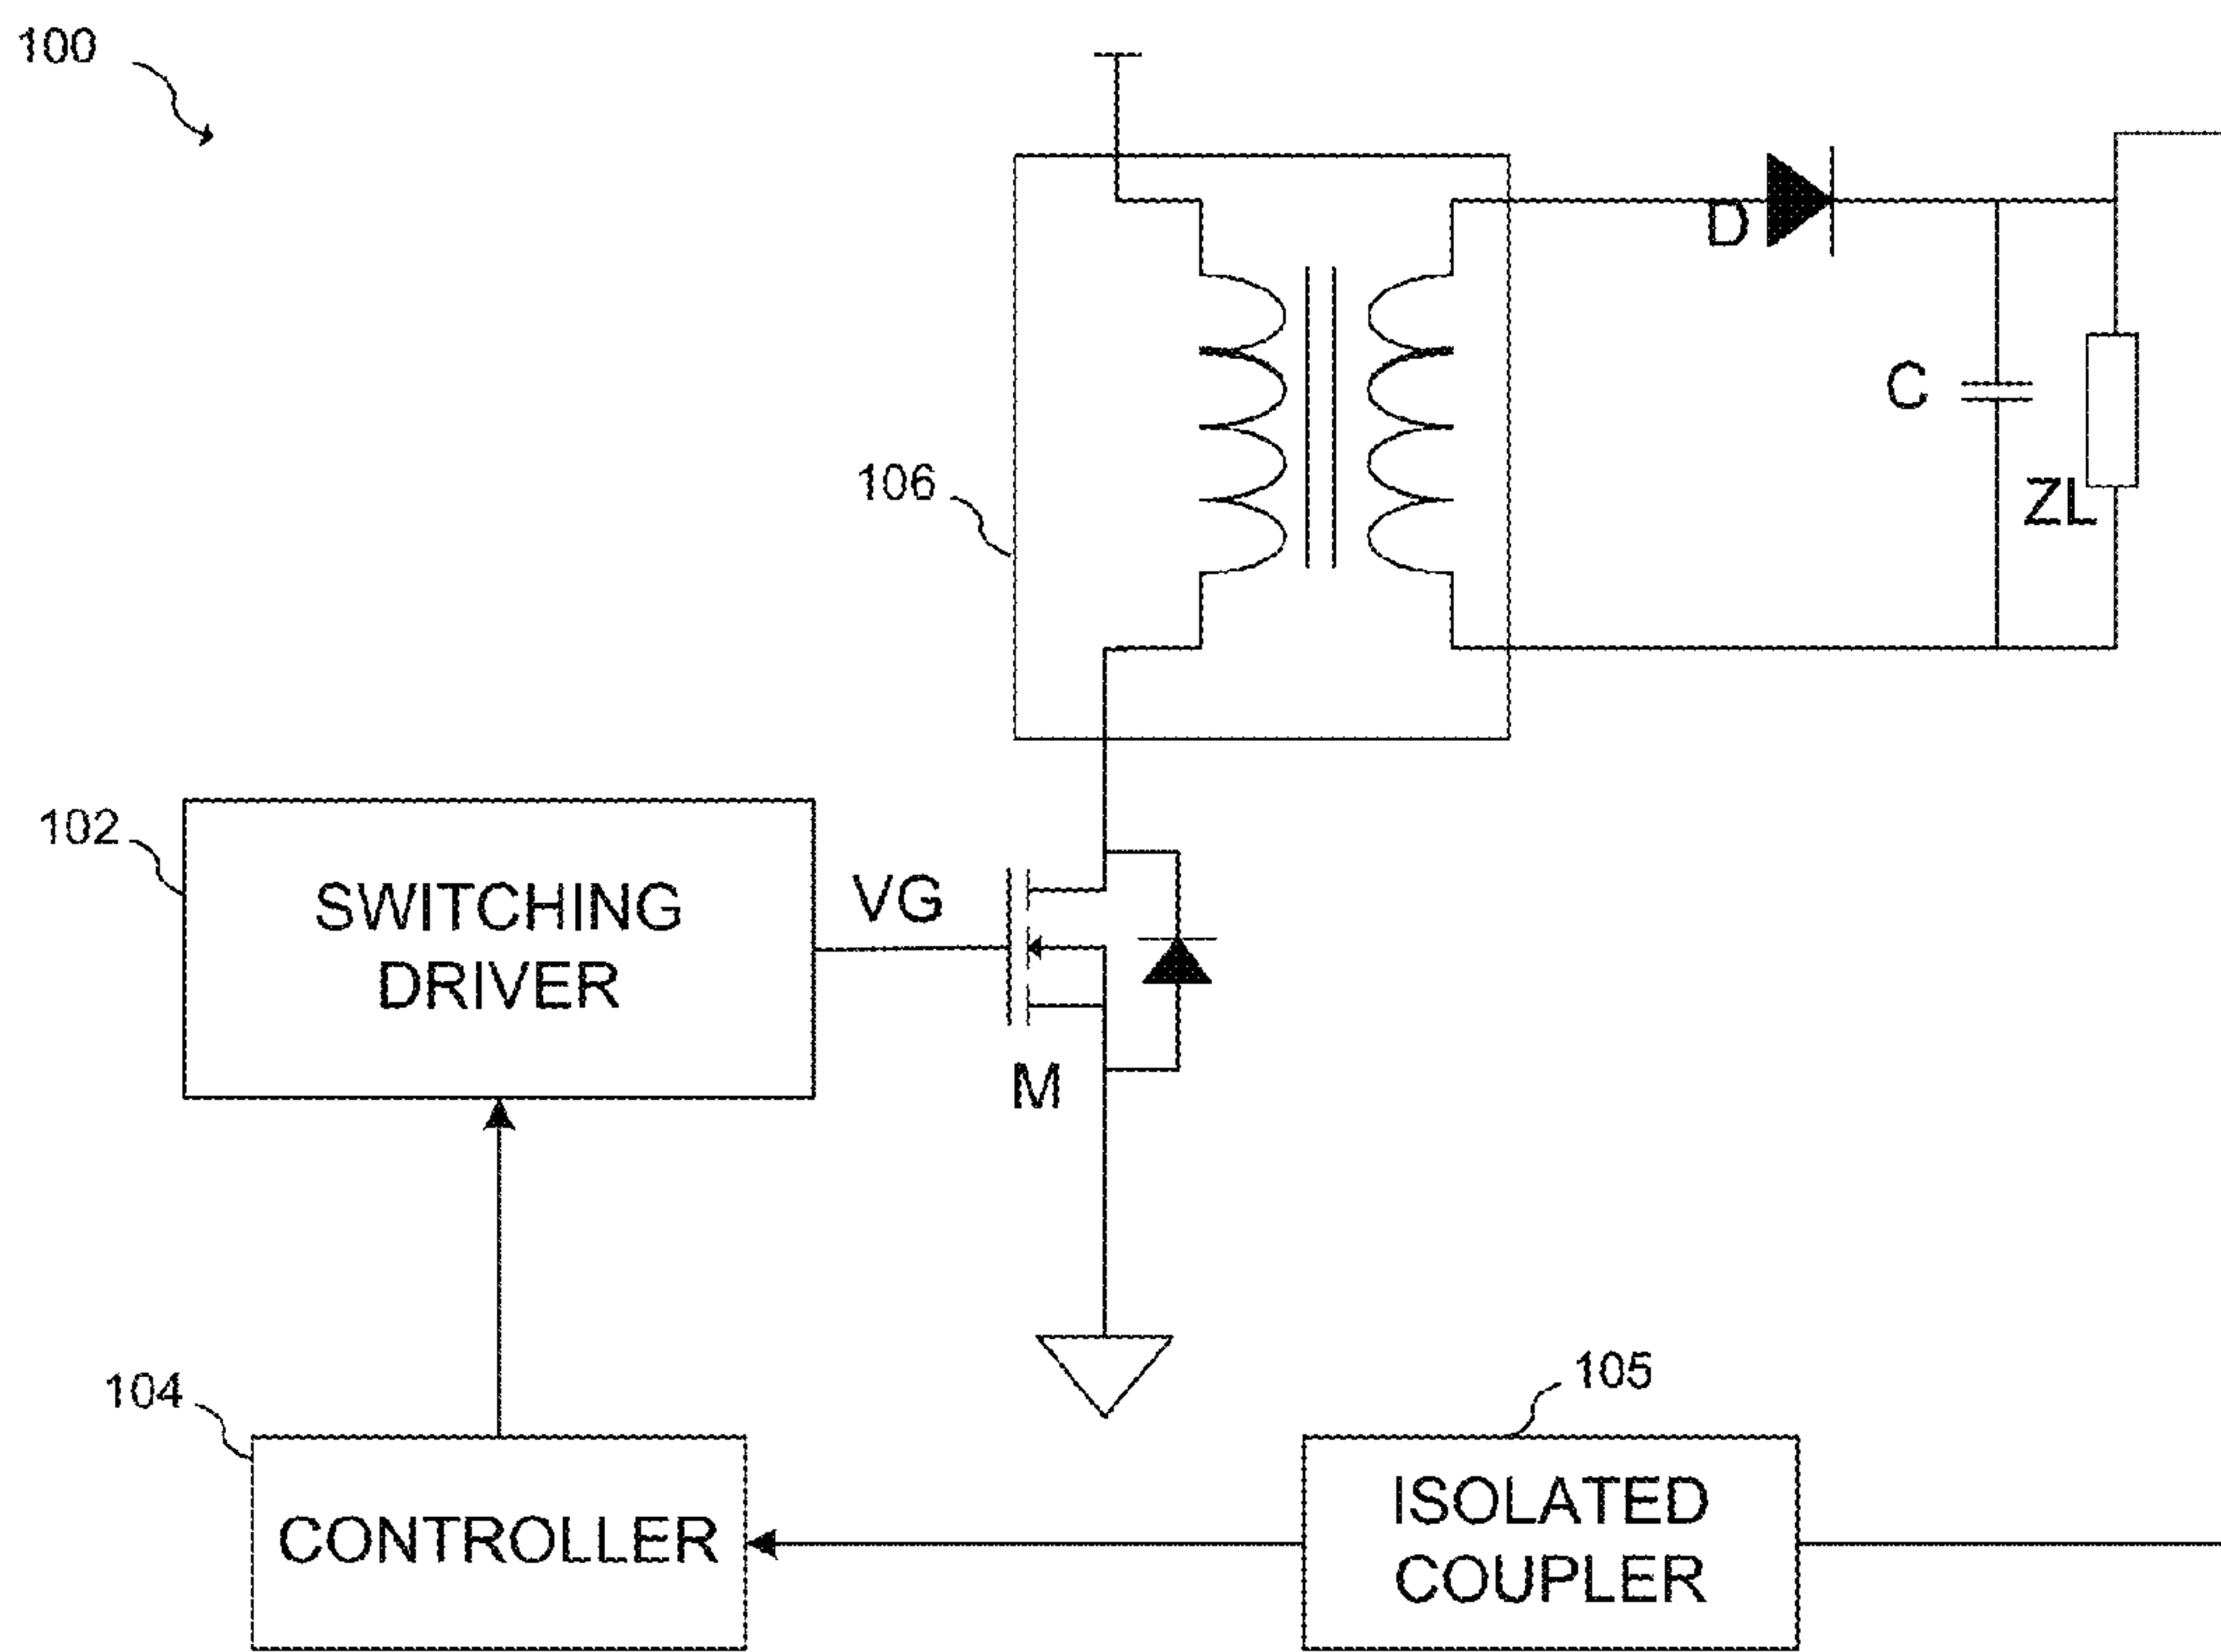 100
D
C
ZL
106
102
SWITCHING
DRIVER
VG
M
104
CONTROLLER
105
ISOLATED
COUPLER